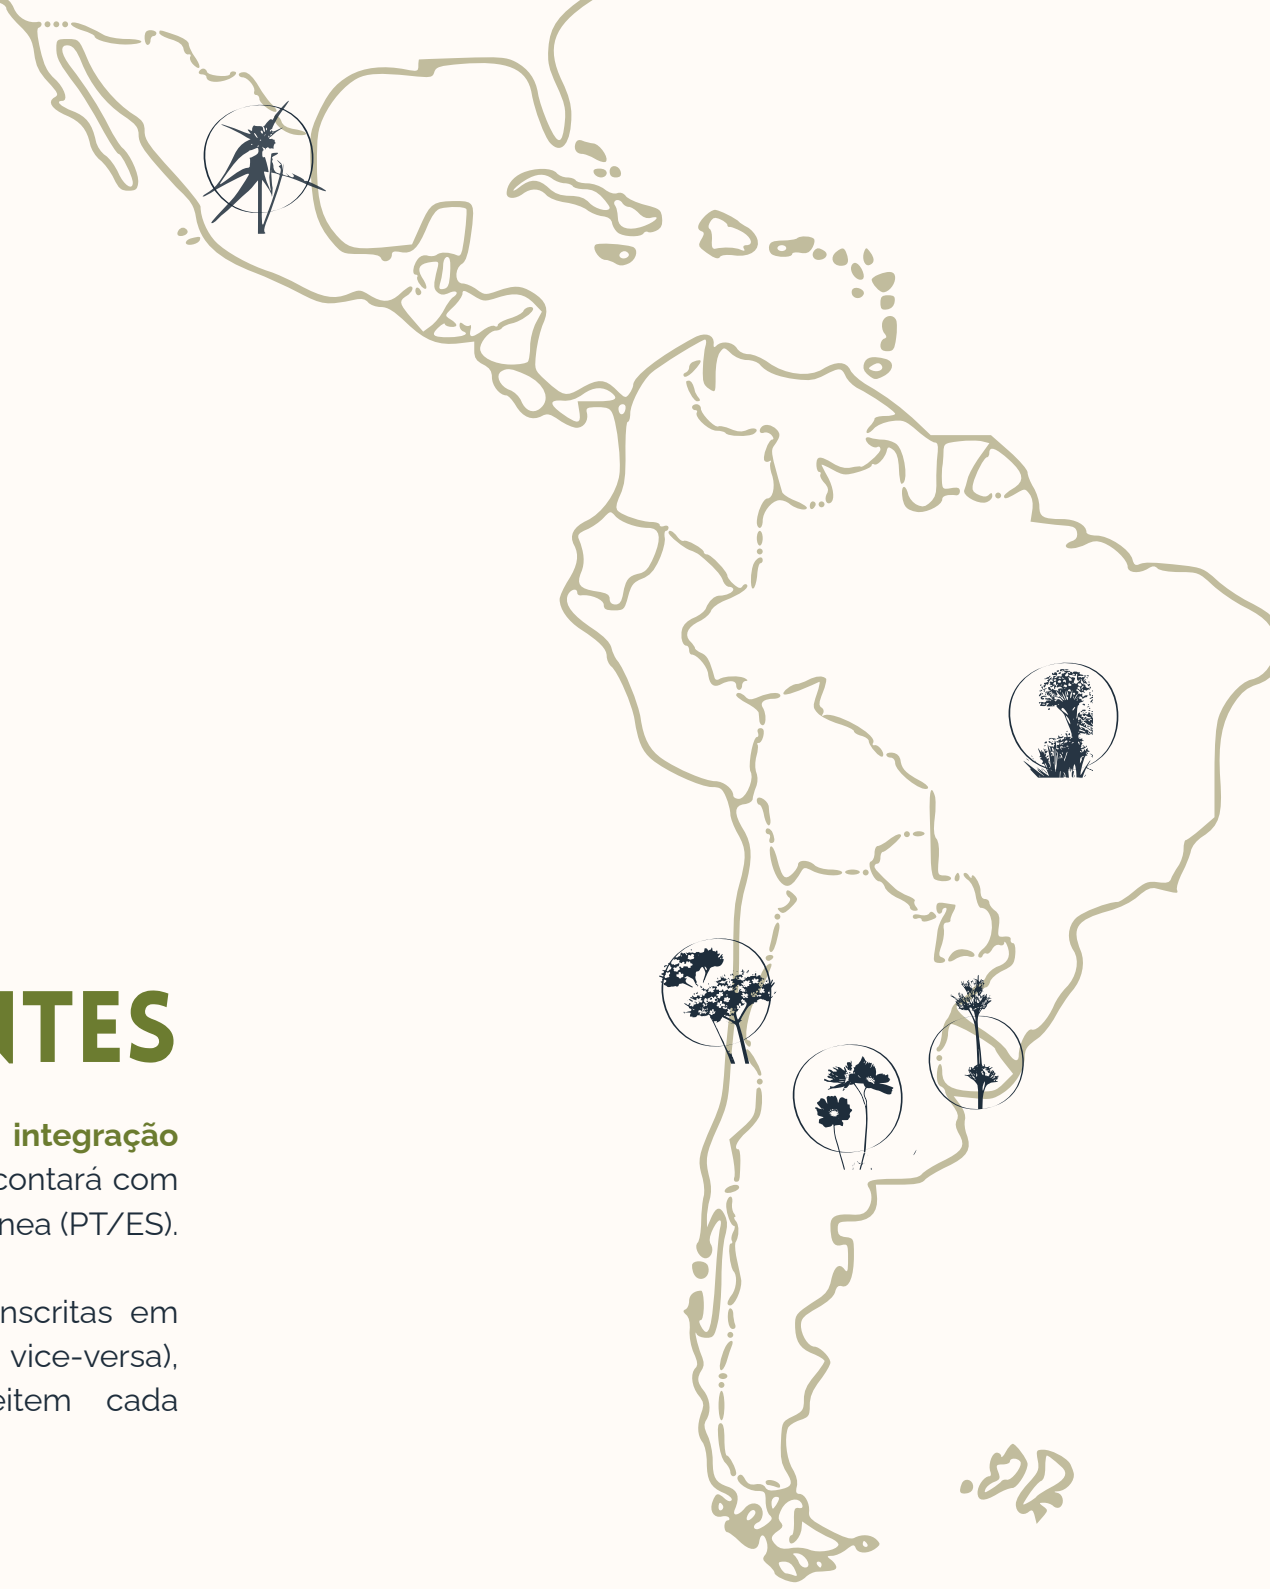 NTES
integração
contará com
nea (PT/ES).
nscritas em
vice-versa),
eitem cada